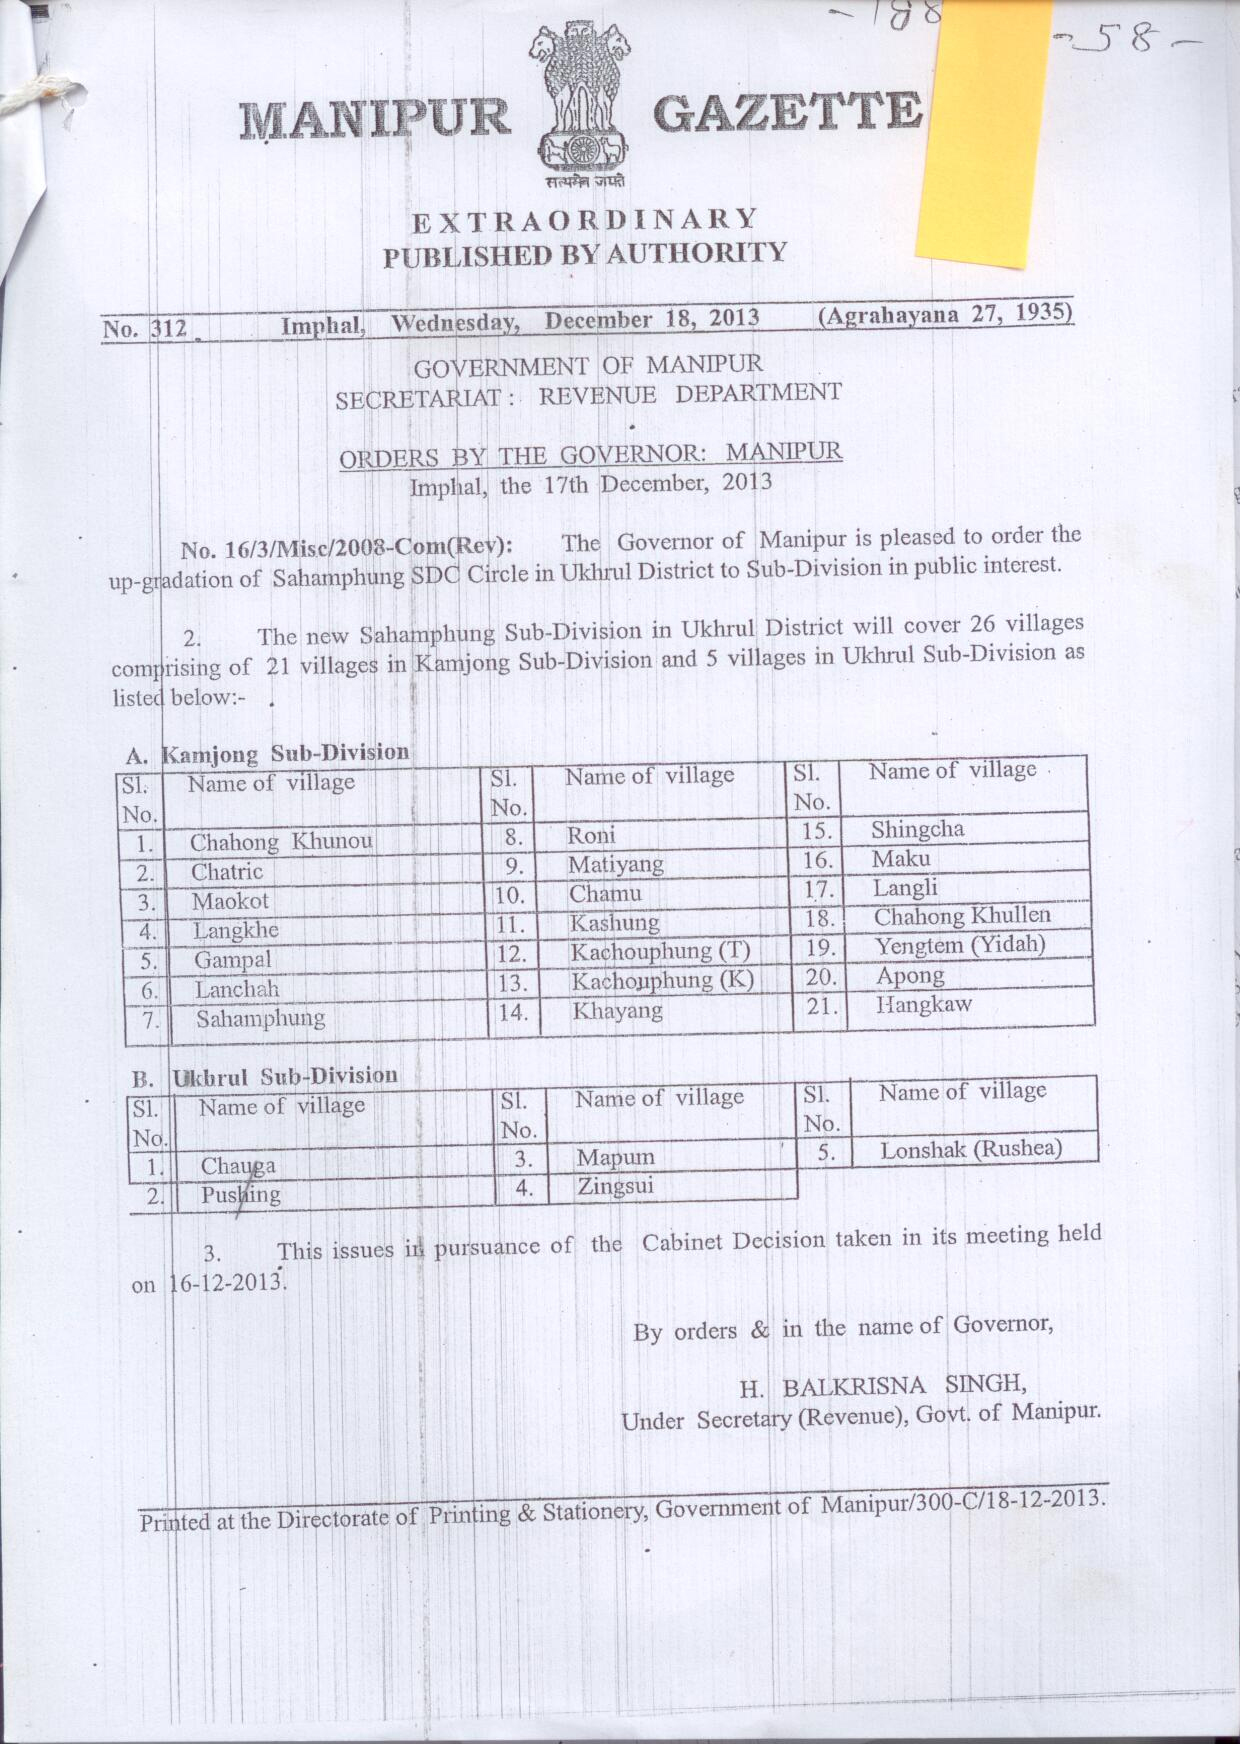 - 188
- 58 -
MANIPUR GAZETTE
सत्यमेव जयते
EXTRAORDINARY
PUBLISHED BY AUTHORITY
No. 312 Imphal, Wednesday, December 18, 2013 (Agrahayana 27, 1935)
GOVERNMENT OF MANIPUR
SECRETARIAT : REVENUE DEPARTMENT
ORDERS BY THE GOVERNOR: MANIPUR
Imphal, the 17th December, 2013
No. 16/3/Misc/2008-Com(Rev): The Governor of Manipur is pleased to order the
up-gradation of Sahamphung SDC Circle in Ukhrul District to Sub-Division in public interest.
2. The new Sahamphung Sub-Division in Ukhrul District will cover 26 villages
comprising of 21 villages in Kamjong Sub-Division and 5 villages in Ukhrul Sub-Division as
listed below:-
A. Kamjong Sub-Division
Sl. No. Name of village Sl. No. Name of village Sl. No. Name of village
1. Chahong Khunou 8. Roni 15. Shingcha
2. Chatric 9. Matiyang 16. Maku
3. Maokot 10. Chamu 17. Langli
4. Langkhe 11. Kashung 18. Chahong Khullen
5. Gampal 12. Kachouphung (T) 19. Yengtem (Yidah)
6. Lanchah 13. Kachouphung (K) 20. Apong
7. Sahamphung 14. Khayang 21. Hangkaw
B. Ukhrul Sub-Division
Sl. No. Name of village Sl. No. Name of village Sl. No. Name of village
1. Chauga 3. Mapum 5. Lonshak (Rushea)
2. Pushing 4. Zingsui
3. This issues in pursuance of the Cabinet Decision taken in its meeting held
on 16-12-2013.
By orders & in the name of Governor,
H. BALKRISNA SINGH,
Under Secretary (Revenue), Govt. of Manipur.
Printed at the Directorate of Printing & Stationery, Government of Manipur/300-C/18-12-2013.